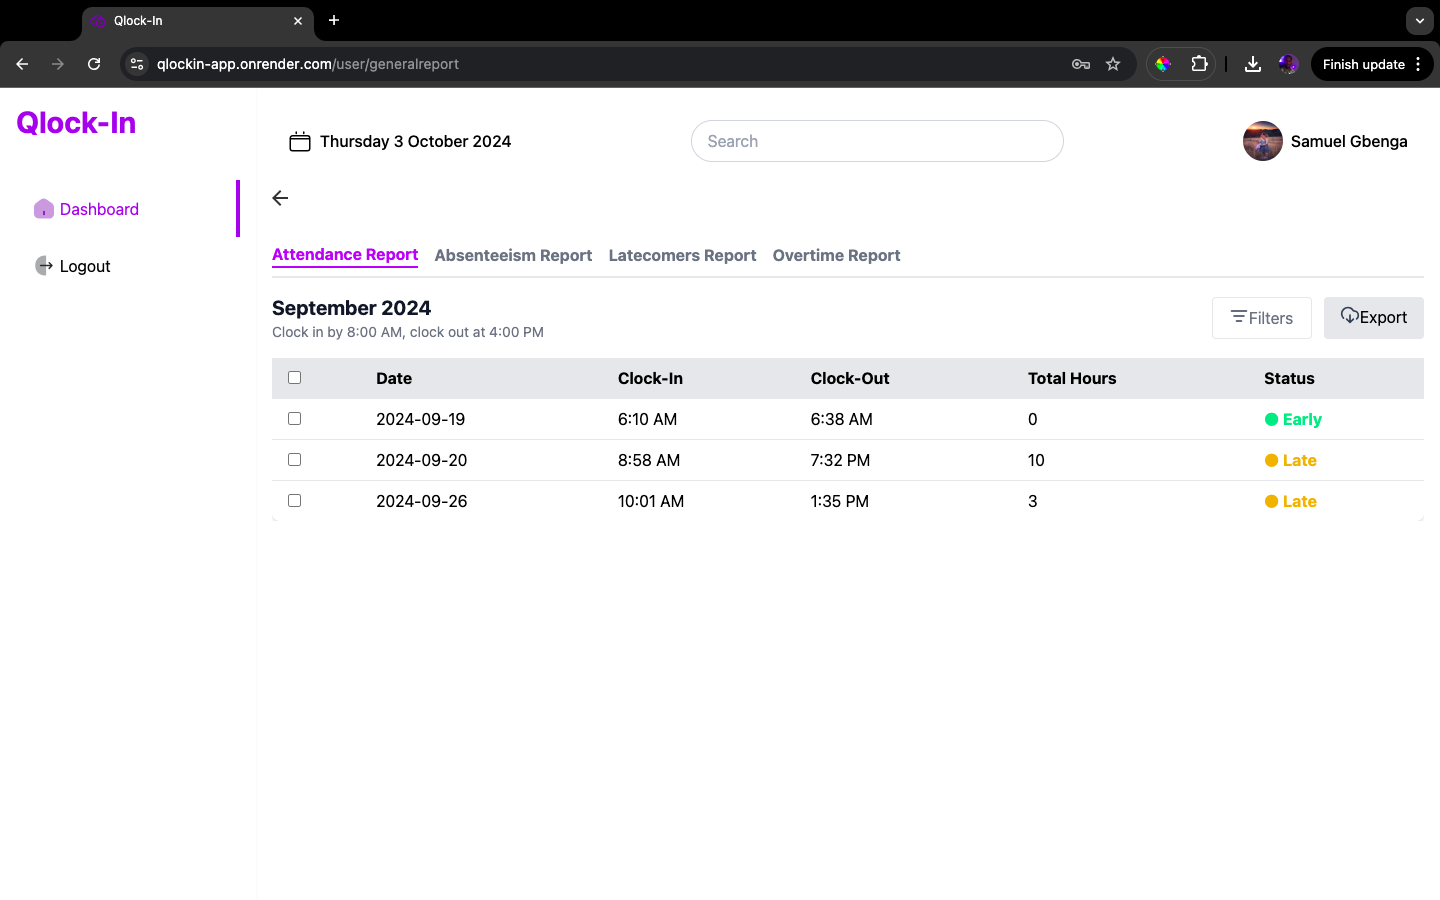 Qlock-In
qlockin-app.onrender.com/user/generalreport
Finish update
Qlock-In
Thursday 3 October 2024
Search
Samuel Gbenga
Dashboard
Logout
Attendance Report Absenteeism Report Latecomers Report Overtime Report
September 2024
Clock in by 8:00 AM, clock out at 4:00 PM
Filters
Export
Date Clock-In Clock-Out Total Hours Status
2024-09-19 6:10 AM 6:38 AM 0 Early
2024-09-20 8:58 AM 7:32 PM 10 Late
2024-09-26 10:01 AM 1:35 PM 3 Late